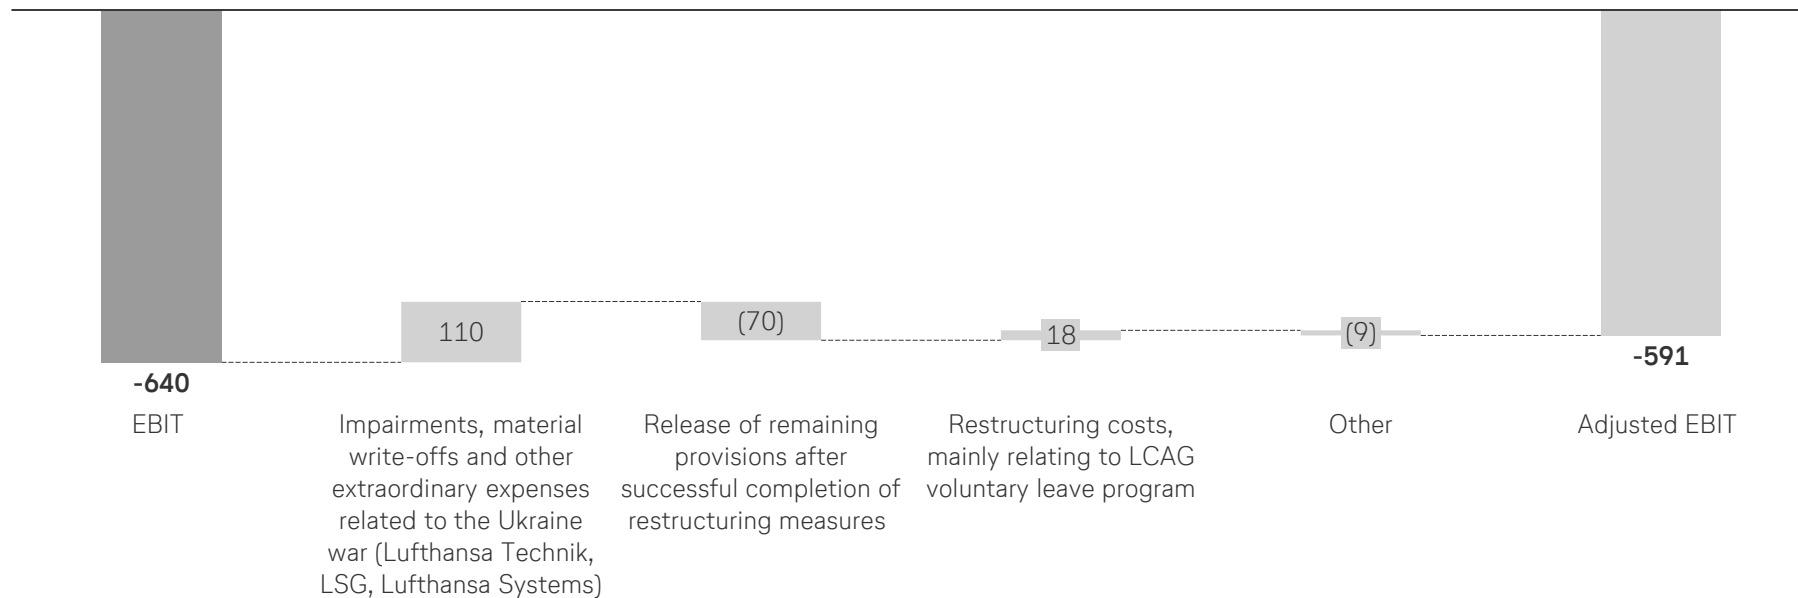 110
(70)
18
(9)
-640
-591
EBIT
Impairments, material
write-offs and other
extraordinary expenses
related to the Ukraine
war (Lufthansa Technik,
LSG, Lufthansa Systems)
Release of remaining
provisions after
successful completion of
restructuring measures
Restructuring costs,
mainly relating to LCAG
voluntary leave program
Other
Adjusted EBIT